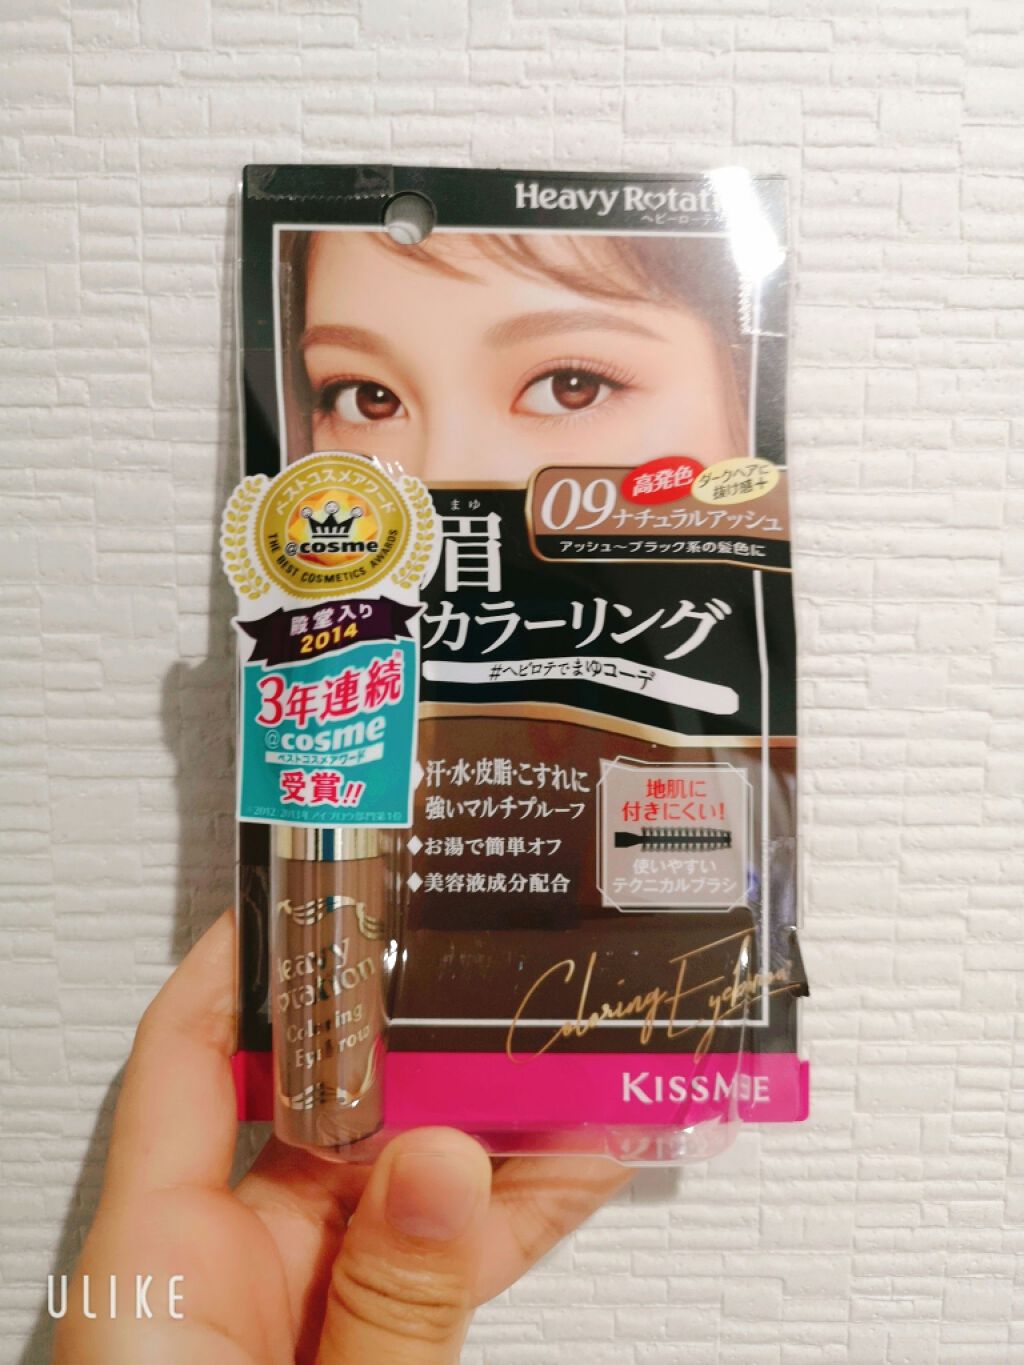 Heavy Rotati
ヘビーローテ
ベストコスメアワード
@cosme
THE BEST COSMETICS AWARDS
殿堂入り
2014
3年連続※
@cosme
ベストコスメアワード
受賞!!
高発色
ダークヘアに
抜け感+
09 ナチュラルアッシュ
アッシュ〜ブラック系の髪色に
まゆ
眉
カラーリング
#ヘビロテでまゆコーデ
◆汗・水・皮脂・こすれに
強いマルチプルーフ
◆お湯で簡単オフ
◆美容液成分配合
地肌に
付きにくい!
使いやすい
テクニカルブラシ
Heavy
Rotation
Coloring
Eyebrow
Coloring Eyebrow
KISSME
ULIKE